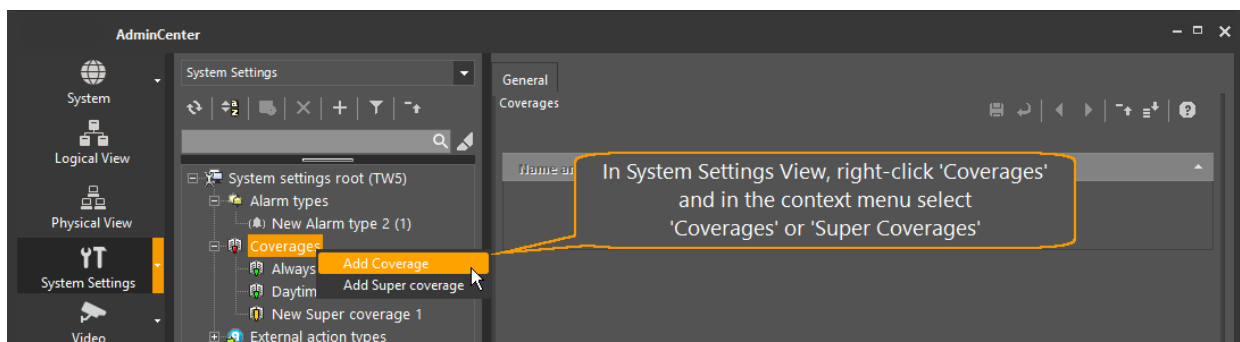 AdminCenter
System
Logical View
Physical View
System Settings
Video
System Settings
System settings root (TW5)
Alarm types
New Alarm type 2 (1)
Coverages
Always
Daytim
New Super coverage 1
External action types
Add Coverage
Add Super coverage
General
Coverages
Name an
In System Settings View, right-click 'Coverages'
and in the context menu select
'Coverages' or 'Super Coverages'